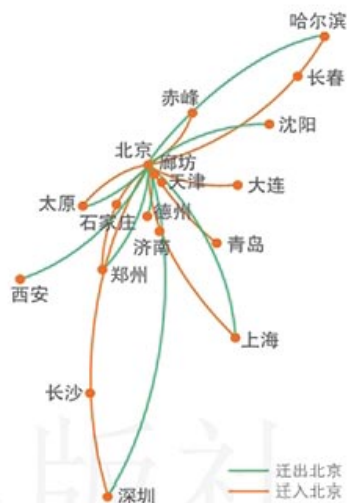 哈尔滨
长春
赤峰
沈阳
北京
廊坊
天津
大连
太原
石家庄
德州
济南
青岛
郑州
西安
上海
长沙
深圳
迁出北京
迁入北京
版社